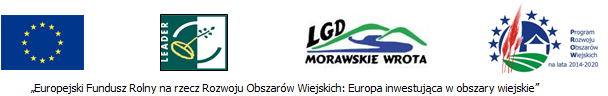 LEADER
LGD
MORAWSKIE WROTA
PROW
Program
Rozwoju
Obszarów
Wiejskich
na lata 2014-2020
„Europejski Fundusz Rolny na rzecz Rozwoju Obszarów Wiejskich: Europa inwestująca w obszary wiejskie”